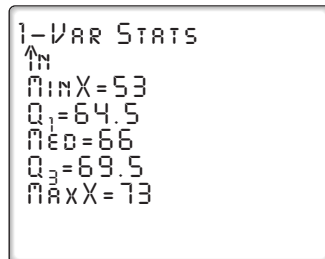 1-Var Stats
↑n
MinX=53
Q₁=64.5
Med=66
Q₃=69.5
MaxX=73